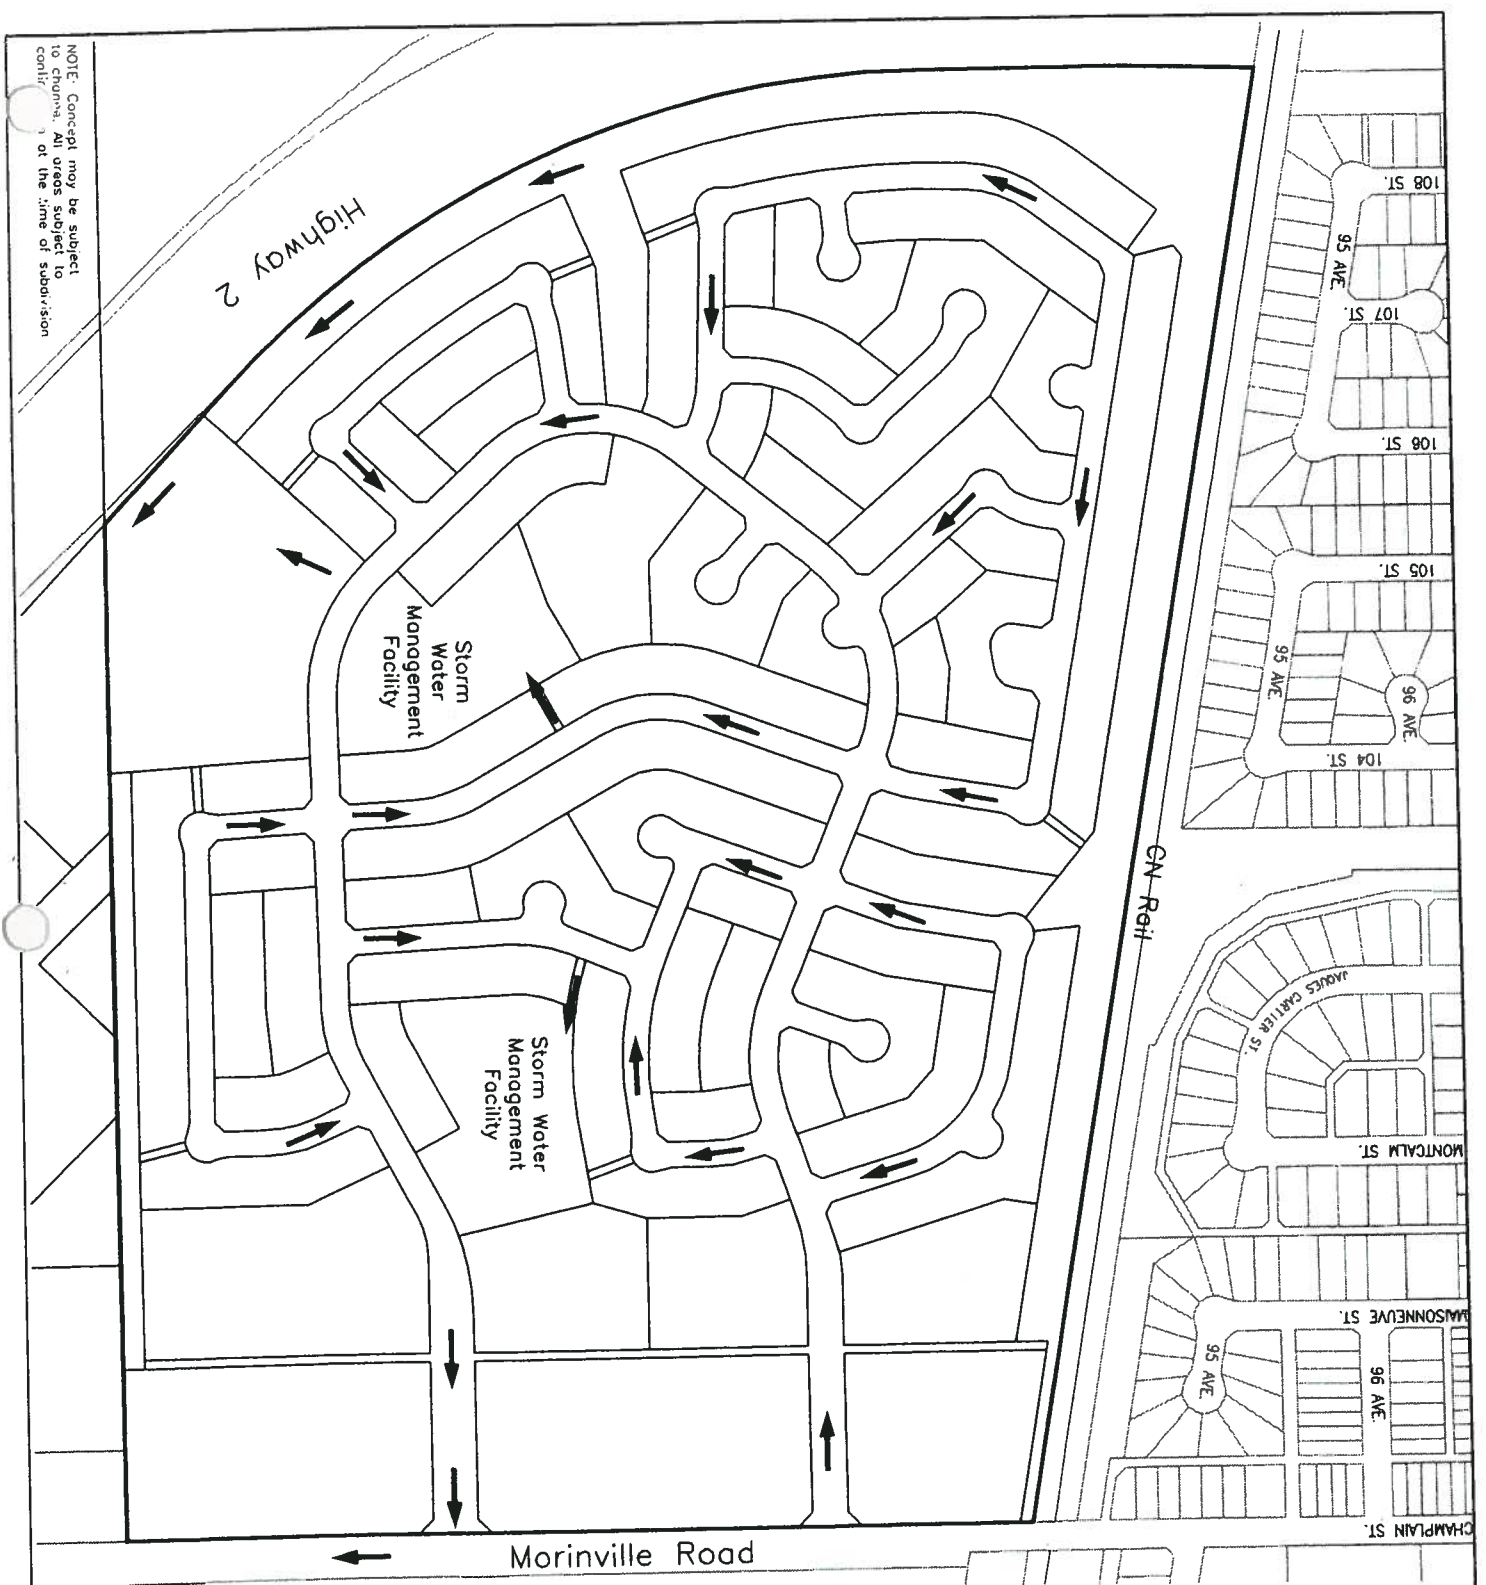 NOTE: Concept may be subject
to change. All areas subject to
at the time of subdivision
Highway 2
Storm
Water
Management
Facility
Storm Water
Management
Facility
CN Rail
Morinville Road
108 ST.
95 AVE.
107 ST.
106 ST.
105 ST.
95 AVE.
96 AVE.
104 ST.
JAQUES CARTIER ST.
MONTCALM ST.
MAISONNEUVE ST.
95 AVE.
96 AVE.
CHAMPLAIN ST.